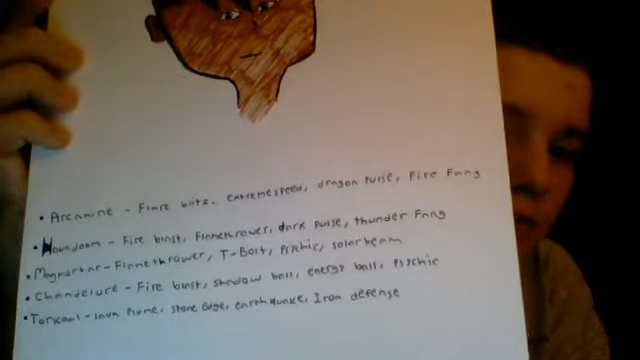 • Arcanine - Flare blitz, extremespeed, dragon pulse, Fire Fang
• Houndoom - Fire blast, Flamethrower, dark pulse, thunder Fang
• Magmortar - Flamethrower, T-Bolt, Psychic, solarbeam
• Chandelure - Fire blast, shadow ball, energy ball, Psychic
• Torkoal - lava Plume, stone edge, earthquake, Iron defense